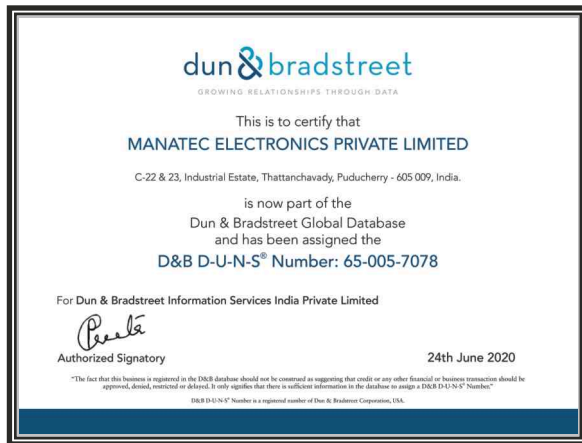 dun & bradstreet
GROWING RELATIONSHIPS THROUGH DATA
This is to certify that
MANATEC ELECTRONICS PRIVATE LIMITED
C-22 & 23, Industrial Estate, Thattanchavady, Puducherry - 605 009, India.
is now part of the
Dun & Bradstreet Global Database
and has been assigned the
D&B D-U-N-S® Number: 65-005-7078
For Dun & Bradstreet Information Services India Private Limited
Authorized Signatory
24th June 2020
"The fact that this business is registered in the D&B database should not be construed as suggesting that credit or any other financial or business transaction should be
approved, denied, restricted or delayed. It only signifies that there is sufficient information in the database to assign a D&B D-U-N-S® Number."
D&B D-U-N-S® Number is a registered number of Dun & Bradstreet Corporation, USA.